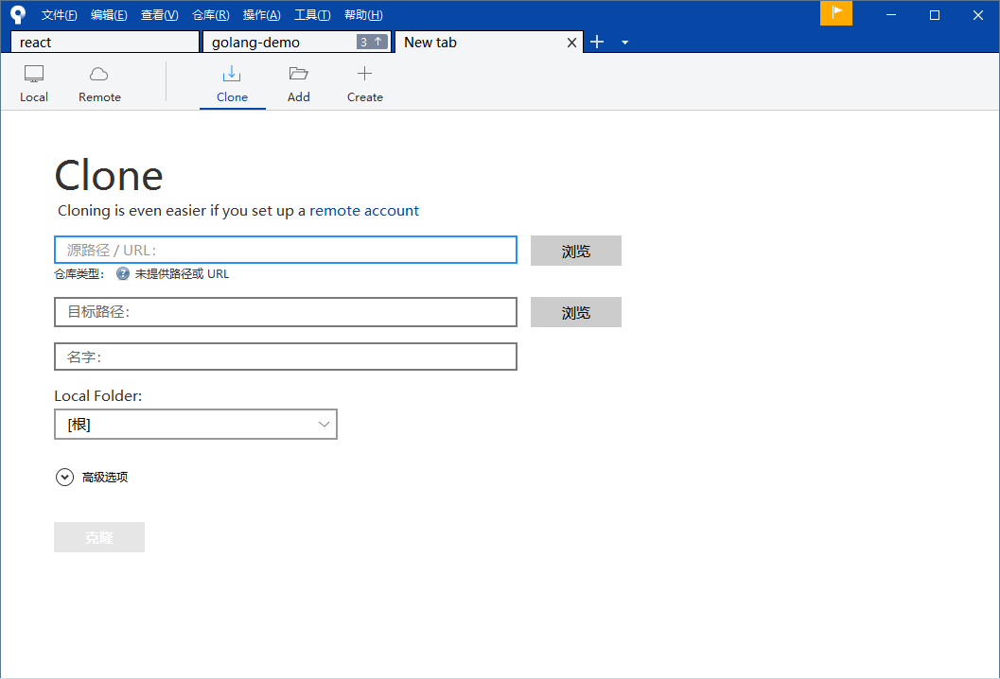 文件(F) 编辑(E) 查看(V) 仓库(R) 操作(A) 工具(T) 帮助(H)
react golang-demo 3 New tab
Local Remote Clone Add Create
Clone
Cloning is even easier if you set up a remote account
源路径 / URL: 浏览
仓库类型: ? 未提供路径或 URL
目标路径: 浏览
名字:
Local Folder:
[根]
高级选项
克隆